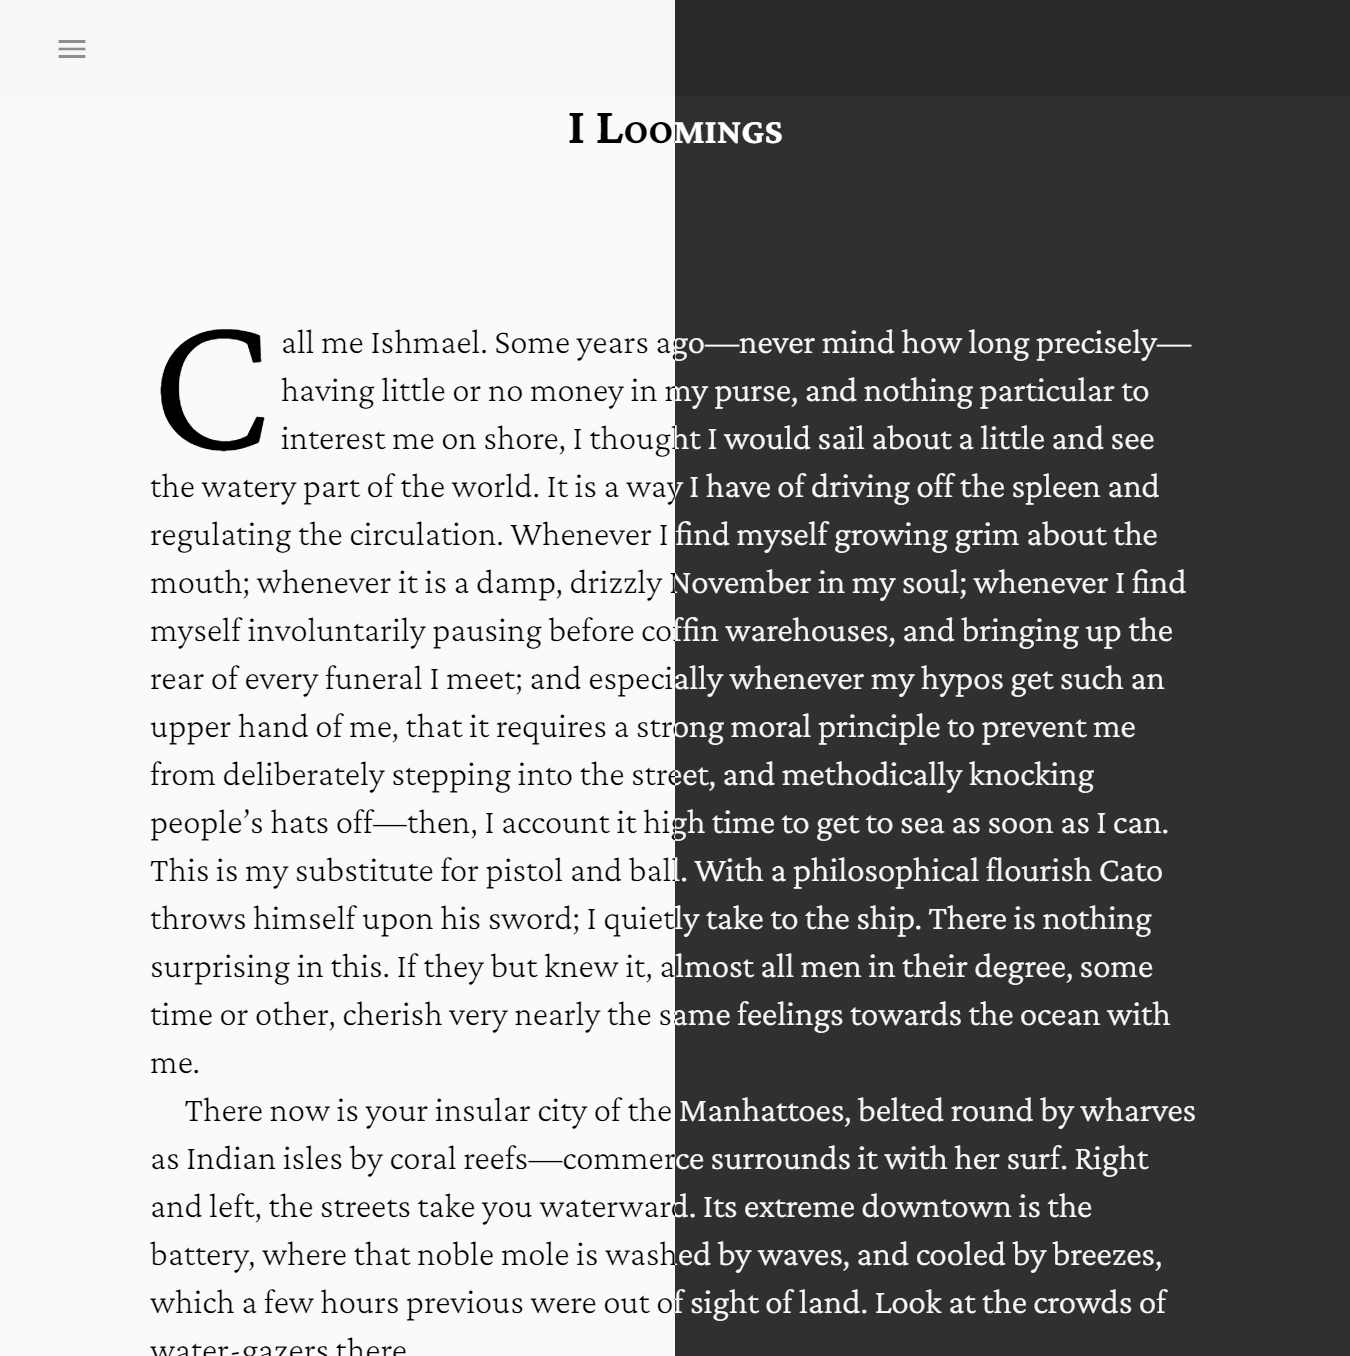 I Loomings
Call me Ishmael. Some years ago—never mind how long precisely—
having little or no money in my purse, and nothing particular to
interest me on shore, I thought I would sail about a little and see
the watery part of the world. It is a way I have of driving off the spleen and
regulating the circulation. Whenever I find myself growing grim about the
mouth; whenever it is a damp, drizzly November in my soul; whenever I find
myself involuntarily pausing before coffin warehouses, and bringing up the
rear of every funeral I meet; and especially whenever my hypos get such an
upper hand of me, that it requires a strong moral principle to prevent me
from deliberately stepping into the street, and methodically knocking
people’s hats off—then, I account it high time to get to sea as soon as I can.
This is my substitute for pistol and ball. With a philosophical flourish Cato
throws himself upon his sword; I quietly take to the ship. There is nothing
surprising in this. If they but knew it, almost all men in their degree, some
time or other, cherish very nearly the same feelings towards the ocean with
me.
There now is your insular city of the Manhattoes, belted round by wharves
as Indian isles by coral reefs—commerce surrounds it with her surf. Right
and left, the streets take you waterward. Its extreme downtown is the
battery, where that noble mole is washed by waves, and cooled by breezes,
which a few hours previous were out of sight of land. Look at the crowds of
water-gazers there